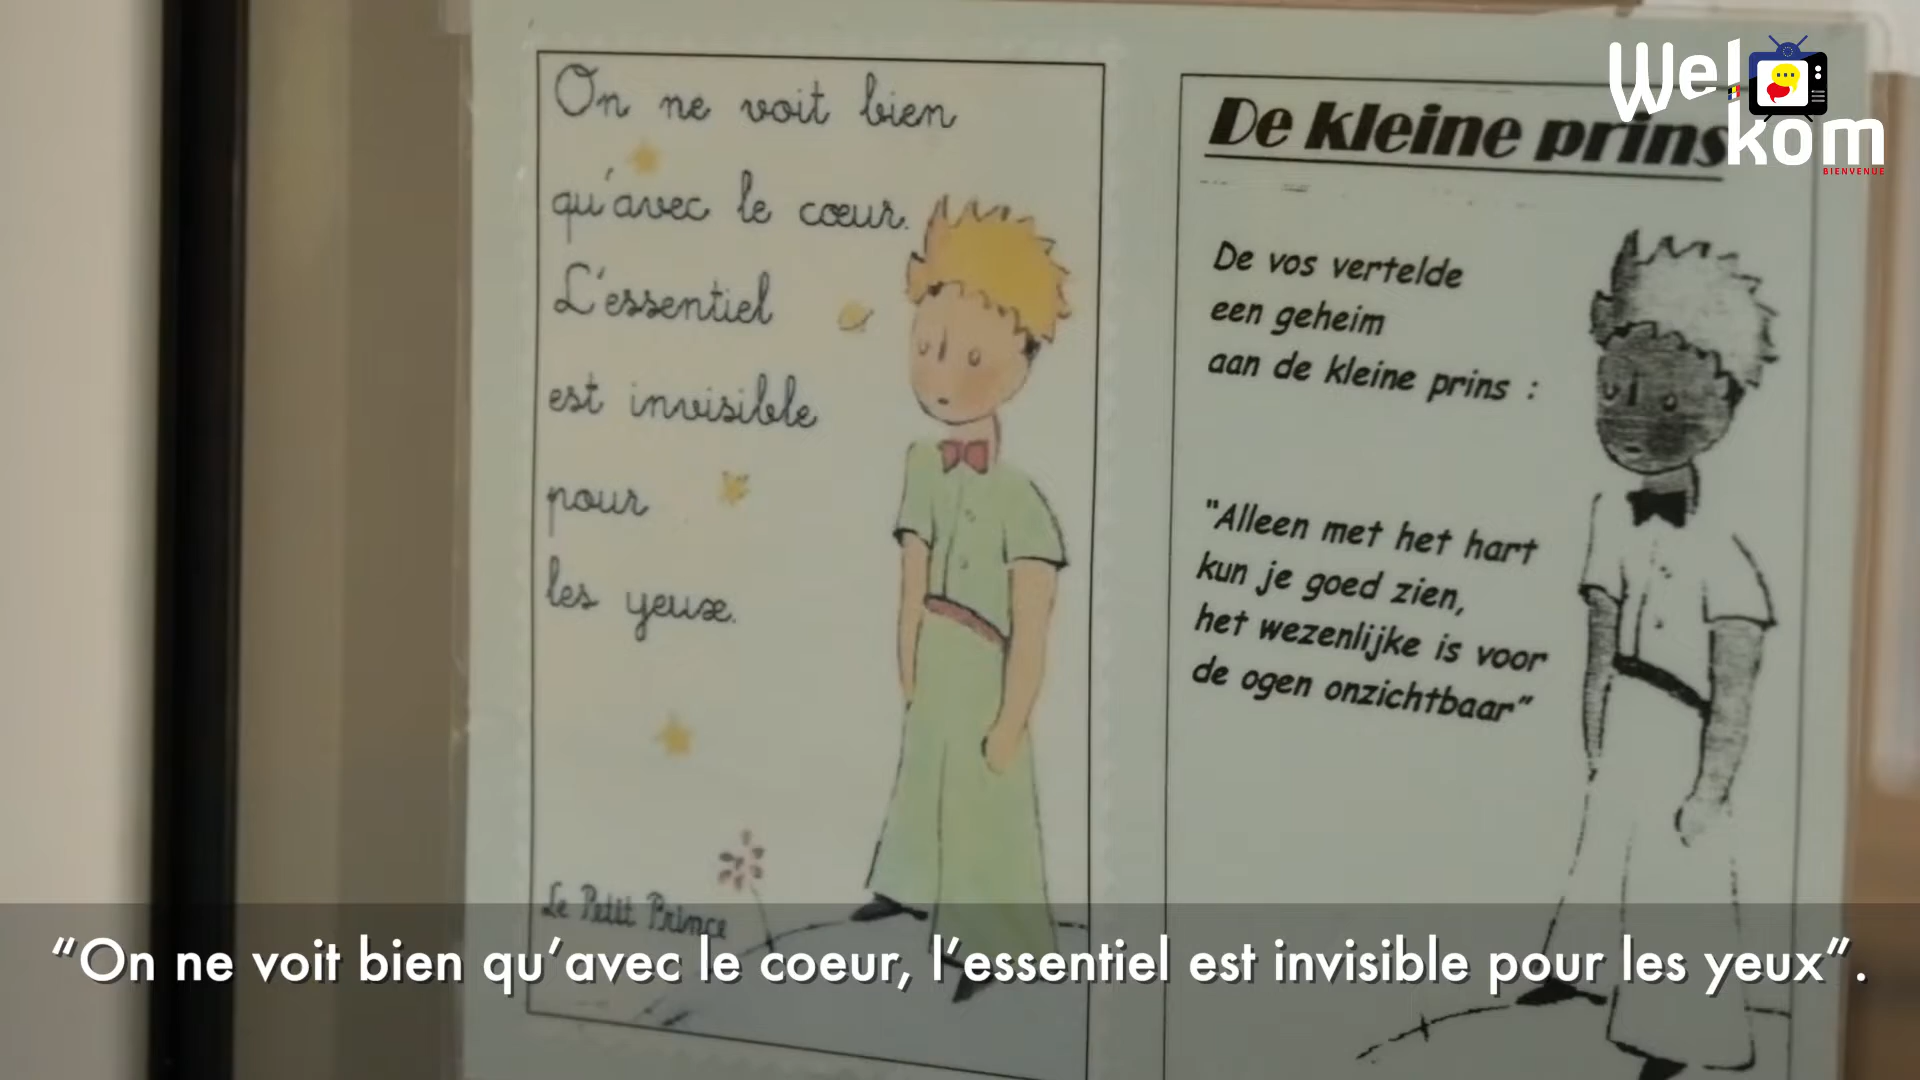 On ne voit bien
qu'avec le cœur.
L'essentiel
est invisible
pour
les yeux.
Le Petit Prince
De kleine prins
De vos vertelde
een geheim
aan de kleine prins :
"Alleen met het hart
kun je goed zien,
het wezenlijke is voor
de ogen onzichtbaar"
Wel
kom
BIENVENUE
“On ne voit bien qu’avec le coeur, l’essentiel est invisible pour les yeux”.